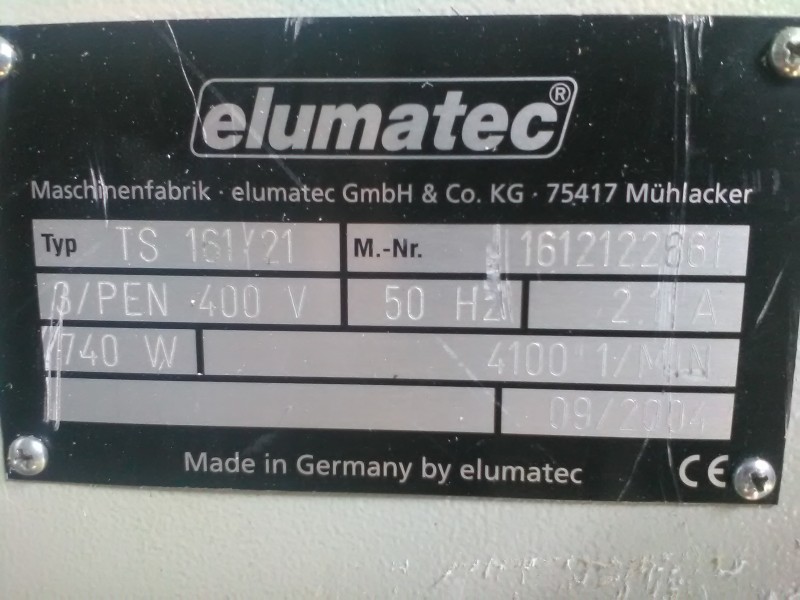 elumatec®
Maschinenfabrik · elumatec GmbH & Co. KG · 75417 Mühlacker
Typ TS 161/21 M.-Nr. 1612122861
3/PEN 400 V 50 Hz A
740 W 4100 1/MIN
09/2004
Made in Germany by elumatec CE